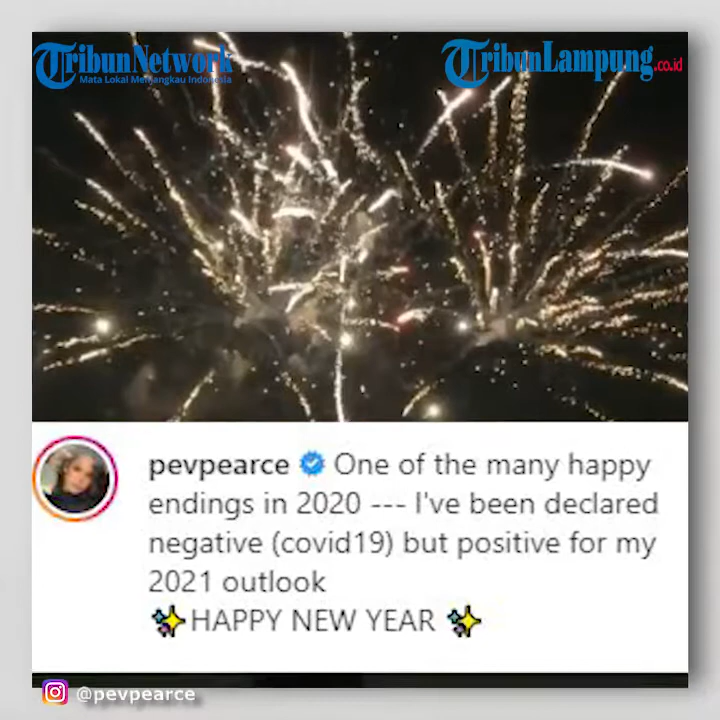 TribunNetwork
Mata Lokal Menjangkau Indonesia
TribunLampung.co.id
pevpearce One of the many happy
endings in 2020 --- I've been declared
negative (covid19) but positive for my
2021 outlook
✨HAPPY NEW YEAR ✨
@pevpearce